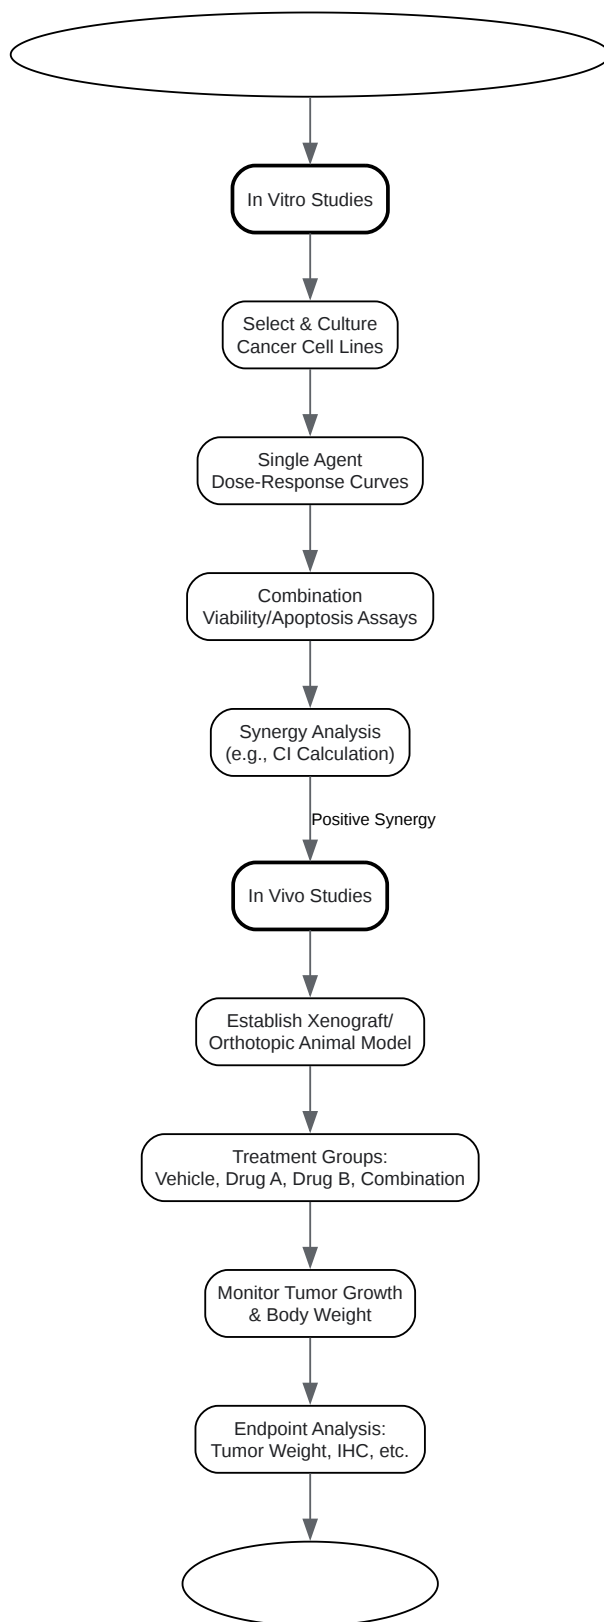 In Vitro Studies
Select & Culture
Cancer Cell Lines
Single Agent
Dose-Response Curves
Combination
Viability/Apoptosis Assays
Synergy Analysis
(e.g., CI Calculation)
Positive Synergy
In Vivo Studies
Establish Xenograft/
Orthotopic Animal Model
Treatment Groups:
Vehicle, Drug A, Drug B, Combination
Monitor Tumor Growth
& Body Weight
Endpoint Analysis:
Tumor Weight, IHC, etc.